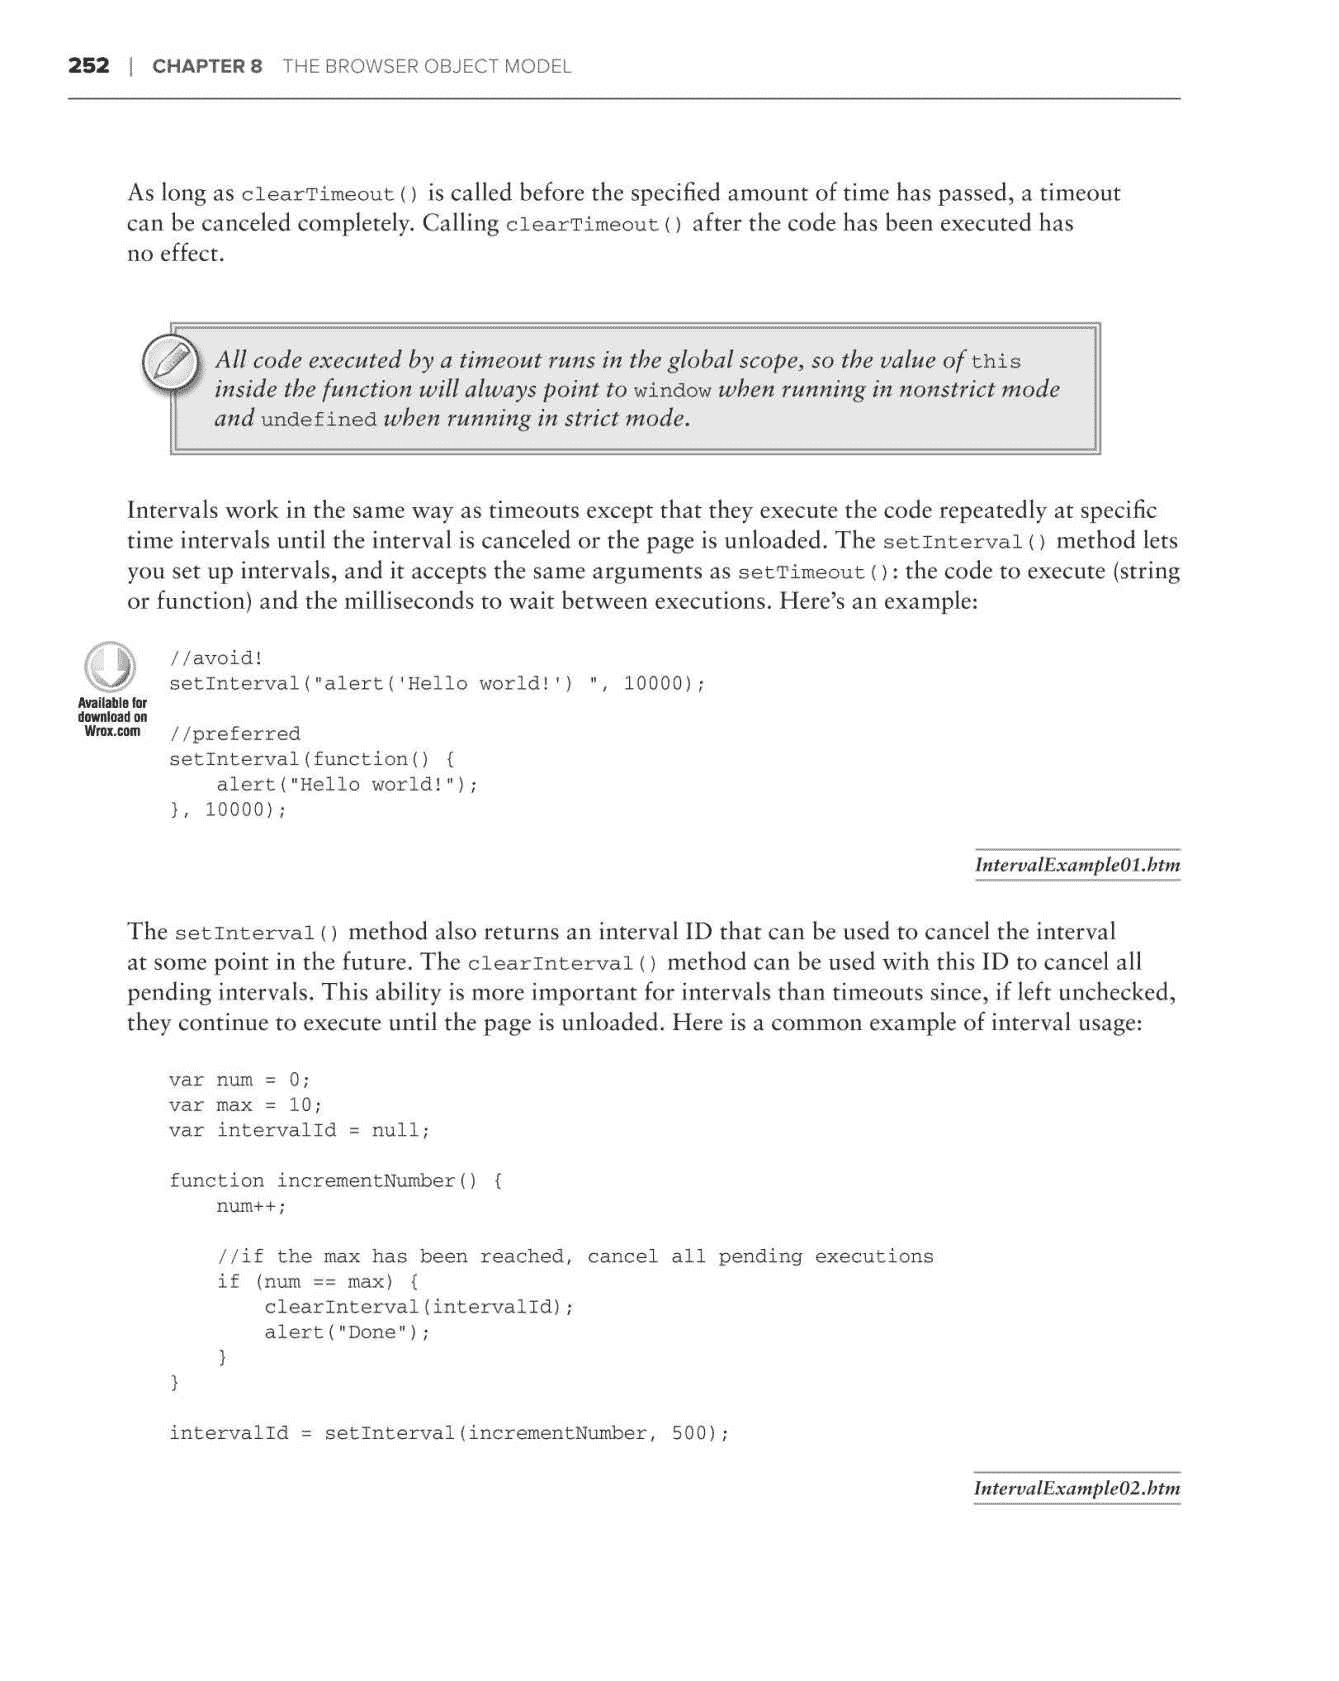 252 | CHAPTER 8 THE BROWSER OBJECT MODEL
As long as clearTimeout() is called before the specified amount of time has passed, a timeout
can be canceled completely. Calling clearTimeout() after the code has been executed has
no effect.
All code executed by a timeout runs in the global scope, so the value of this
inside the function will always point to window when running in nonstrict mode
and undefined when running in strict mode.
Intervals work in the same way as timeouts except that they execute the code repeatedly at specific
time intervals until the interval is canceled or the page is unloaded. The setInterval() method lets
you set up intervals, and it accepts the same arguments as setTimeout(): the code to execute (string
or function) and the milliseconds to wait between executions. Here's an example:
Available for
download on
Wrox.com
//avoid!
setInterval("alert('Hello world!') ", 10000);
//preferred
setInterval(function() {
    alert("Hello world!");
}, 10000);
IntervalExample01.htm
The setInterval() method also returns an interval ID that can be used to cancel the interval
at some point in the future. The clearInterval() method can be used with this ID to cancel all
pending intervals. This ability is more important for intervals than timeouts since, if left unchecked,
they continue to execute until the page is unloaded. Here is a common example of interval usage:
var num = 0;
var max = 10;
var intervalId = null;
function incrementNumber() {
    num++;
    //if the max has been reached, cancel all pending executions
    if (num == max) {
        clearInterval(intervalId);
        alert("Done");
    }
}
intervalId = setInterval(incrementNumber, 500);
IntervalExample02.htm